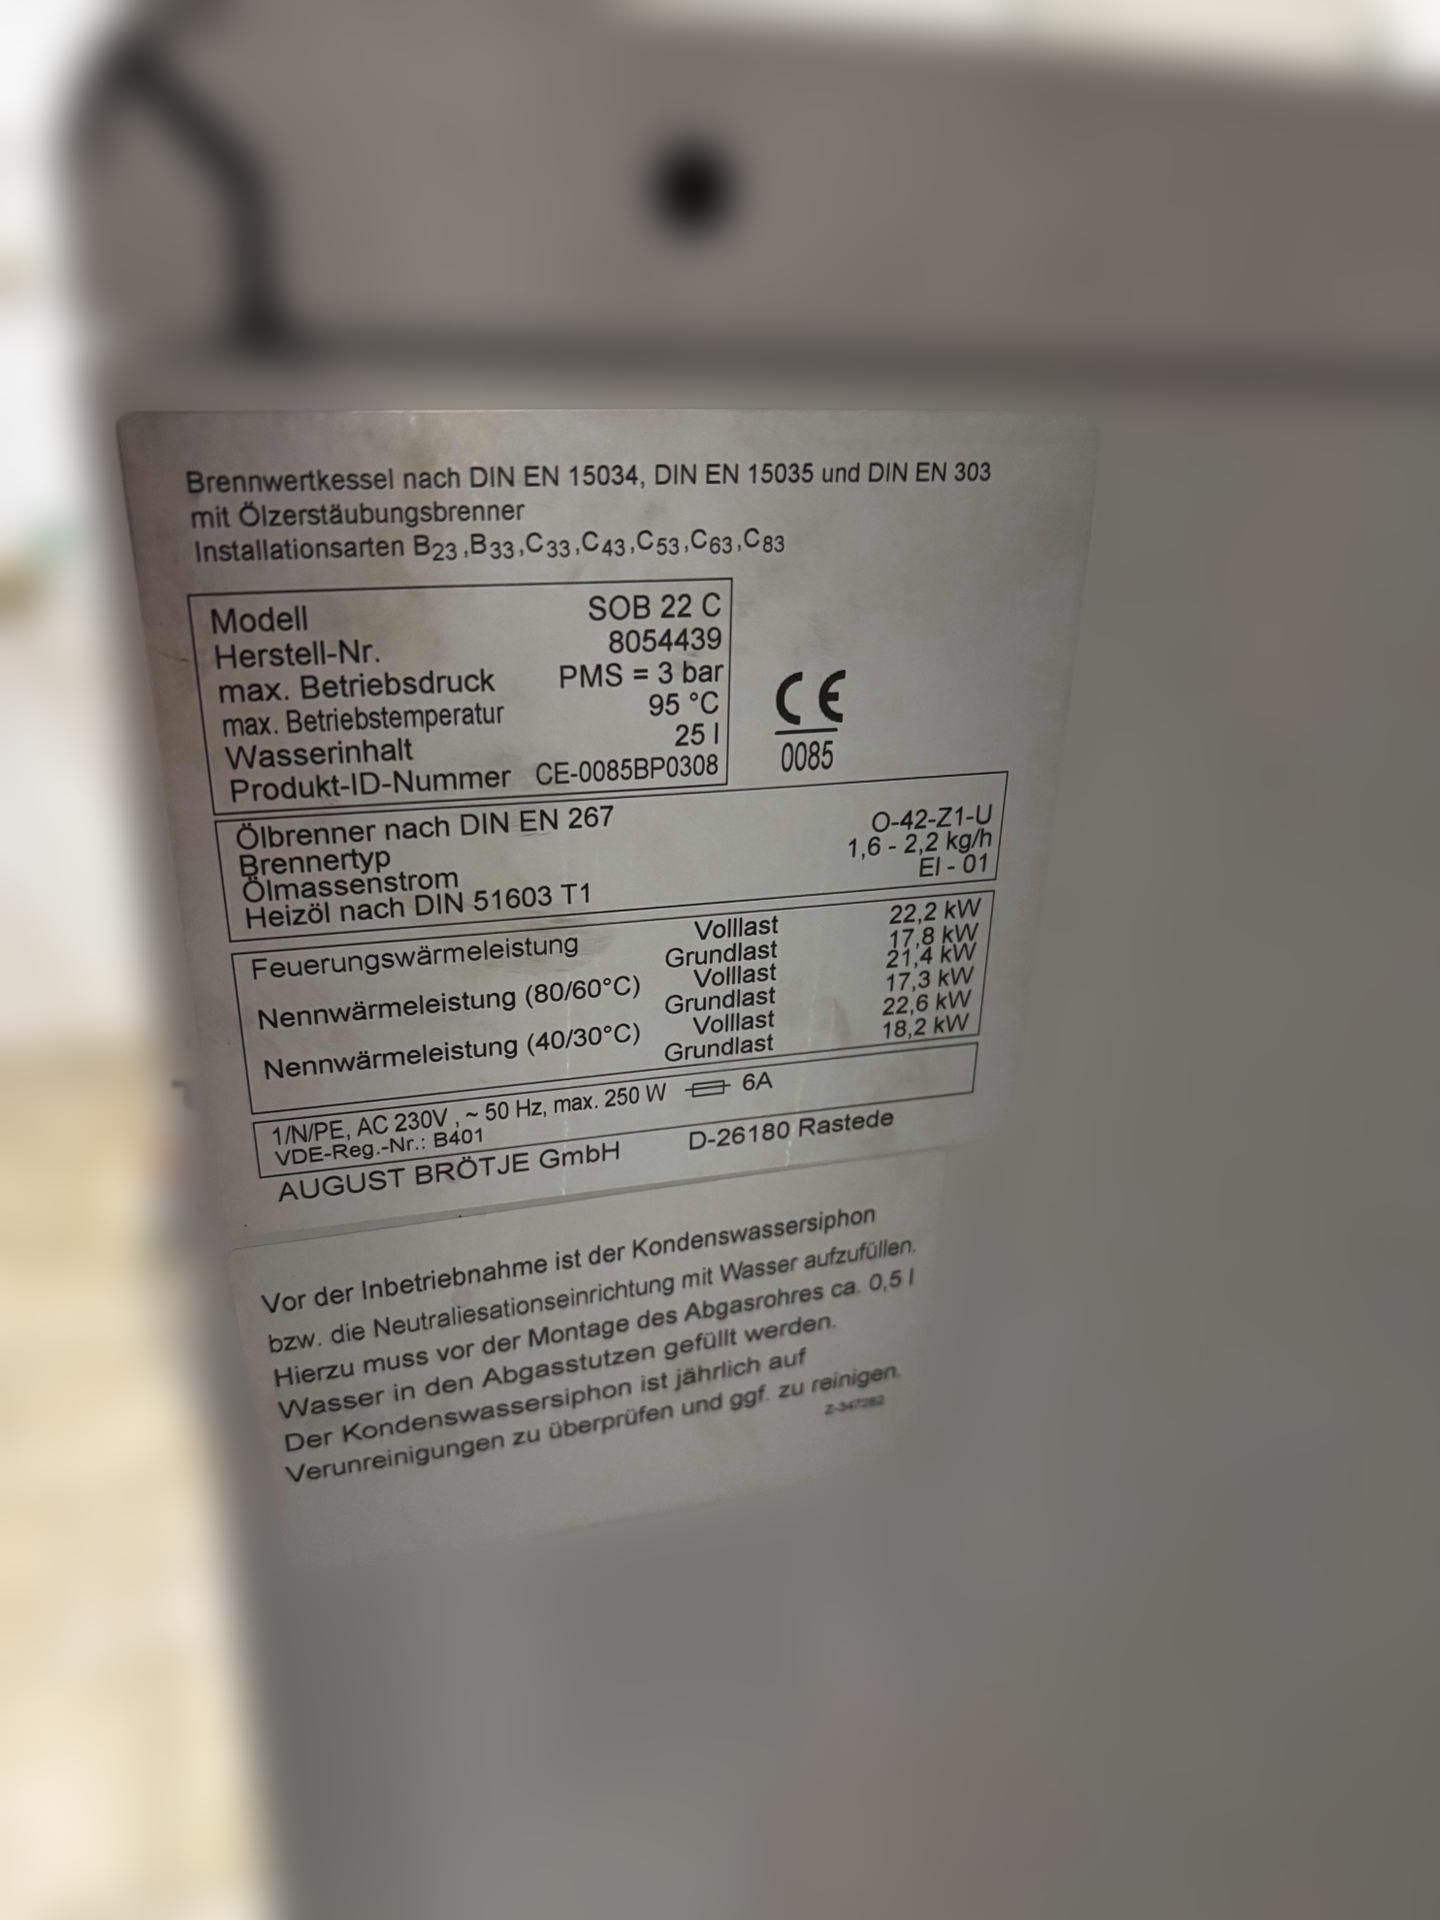 Brennwertkessel nach DIN EN 15034, DIN EN 15035 und DIN EN 303
mit Ölzerstäubungsbrenner
Installationsarten B23,B33,C33,C43,C53,C63,C83
Modell SOB 22 C
Herstell-Nr. 8054439
max. Betriebsdruck PMS = 3 bar
max. Betriebstemperatur 95 °C
Wasserinhalt 25 l
Produkt-ID-Nummer CE-0085BP0308
CE
0085
Ölbrenner nach DIN EN 267
Brennertyp O-42-Z1-U
Ölmassenstrom 1,6 - 2,2 kg/h
Heizöl nach DIN 51603 T1 El - 01
Feuerungswärmeleistung Volllast 22,2 kW
Grundlast 17,8 kW
Nennwärmeleistung (80/60°C) Volllast 21,4 kW
Grundlast 17,3 kW
Nennwärmeleistung (40/30°C) Volllast 22,6 kW
Grundlast 18,2 kW
1/N/PE, AC 230V , ~ 50 Hz, max. 250 W 6A
VDE-Reg.-Nr.: B401
AUGUST BRÖTJE GmbH D-26180 Rastede
Vor der Inbetriebnahme ist der Kondenswassersiphon
bzw. die Neutraliesationseinrichtung mit Wasser aufzufüllen.
Hierzu muss vor der Montage des Abgasrohres ca. 0,5 l
Wasser in den Abgasstutzen gefüllt werden.
Der Kondenswassersiphon ist jährlich auf
Verunreinigungen zu überprüfen und ggf. zu reinigen.
Z-347282